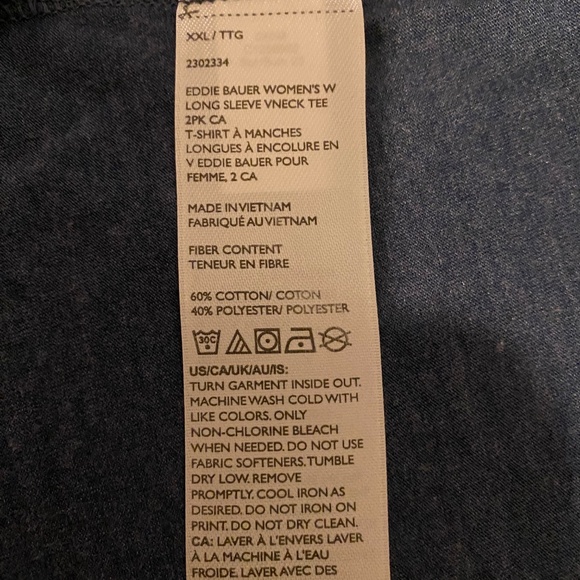 XXL / TTG
2302334
EDDIE BAUER WOMEN'S W
LONG SLEEVE VNECK TEE
2PK CA
T-SHIRT À MANCHES
LONGUES À ENCOLURE EN
V EDDIE BAUER POUR
FEMME, 2 CA
MADE IN VIETNAM
FABRIQUÉ AU VIETNAM
FIBER CONTENT
TENEUR EN FIBRE
60% COTTON/ COTON
40% POLYESTER/ POLYESTER
30C
US/CA/UK/AU/IS:
TURN GARMENT INSIDE OUT.
MACHINE WASH COLD WITH
LIKE COLORS. ONLY
NON-CHLORINE BLEACH
WHEN NEEDED. DO NOT USE
FABRIC SOFTENERS. TUMBLE
DRY LOW. REMOVE
PROMPTLY. COOL IRON AS
DESIRED. DO NOT IRON ON
PRINT. DO NOT DRY CLEAN.
CA: LAVER À L'ENVERS LAVER
À LA MACHINE À L'EAU
FROIDE. LAVER AVEC DES